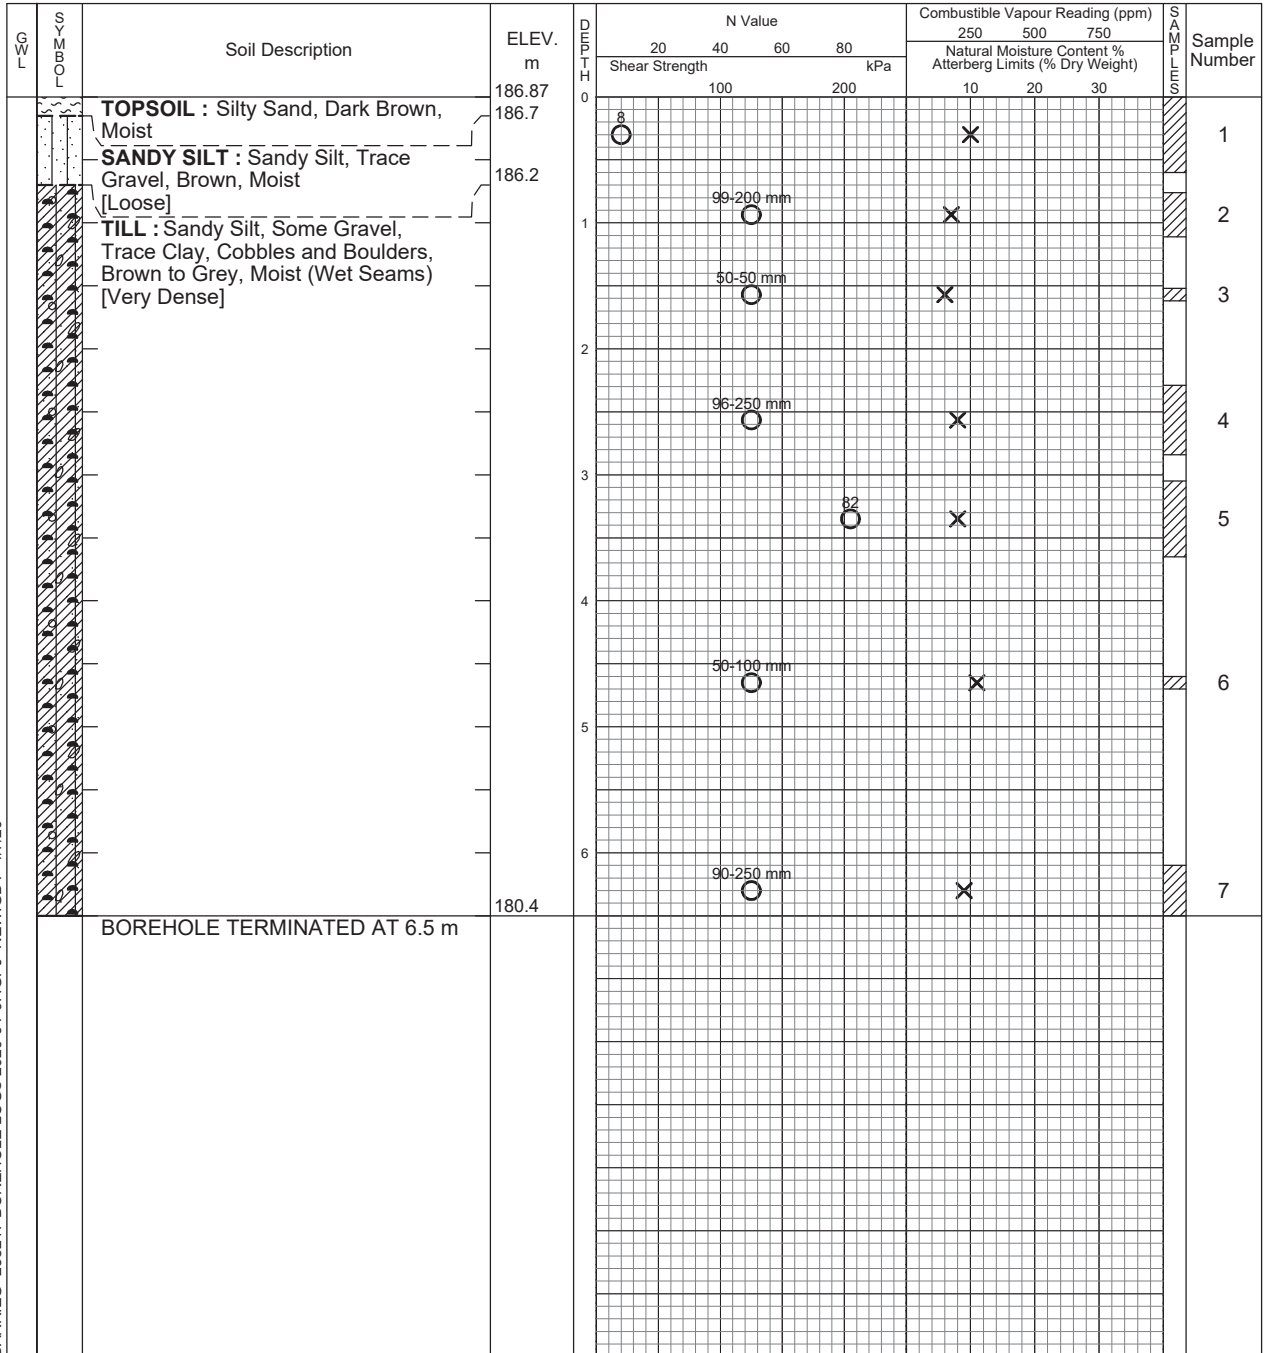 GWL
SYMBOL
Soil Description
ELEV.
m
DEPTH
N Value
20 40 60 80
Shear Strength kPa
100 200
Combustible Vapour Reading (ppm)
250 500 750
Natural Moisture Content %
Atterberg Limits (% Dry Weight)
10 20 30
SAMPLES
Sample
Number
186.87
0
TOPSOIL : Silty Sand, Dark Brown,
Moist
186.7
8
1
SANDY SILT : Sandy Silt, Trace
Gravel, Brown, Moist
[Loose]
186.2
99-200 mm
2
1
TILL : Sandy Silt, Some Gravel,
Trace Clay, Cobbles and Boulders,
Brown to Grey, Moist (Wet Seams)
[Very Dense]
50-50 mm
3
2
96-250 mm
4
3
82
5
4
50-100 mm
6
5
6
90-250 mm
7
180.4
BOREHOLE TERMINATED AT 6.5 m